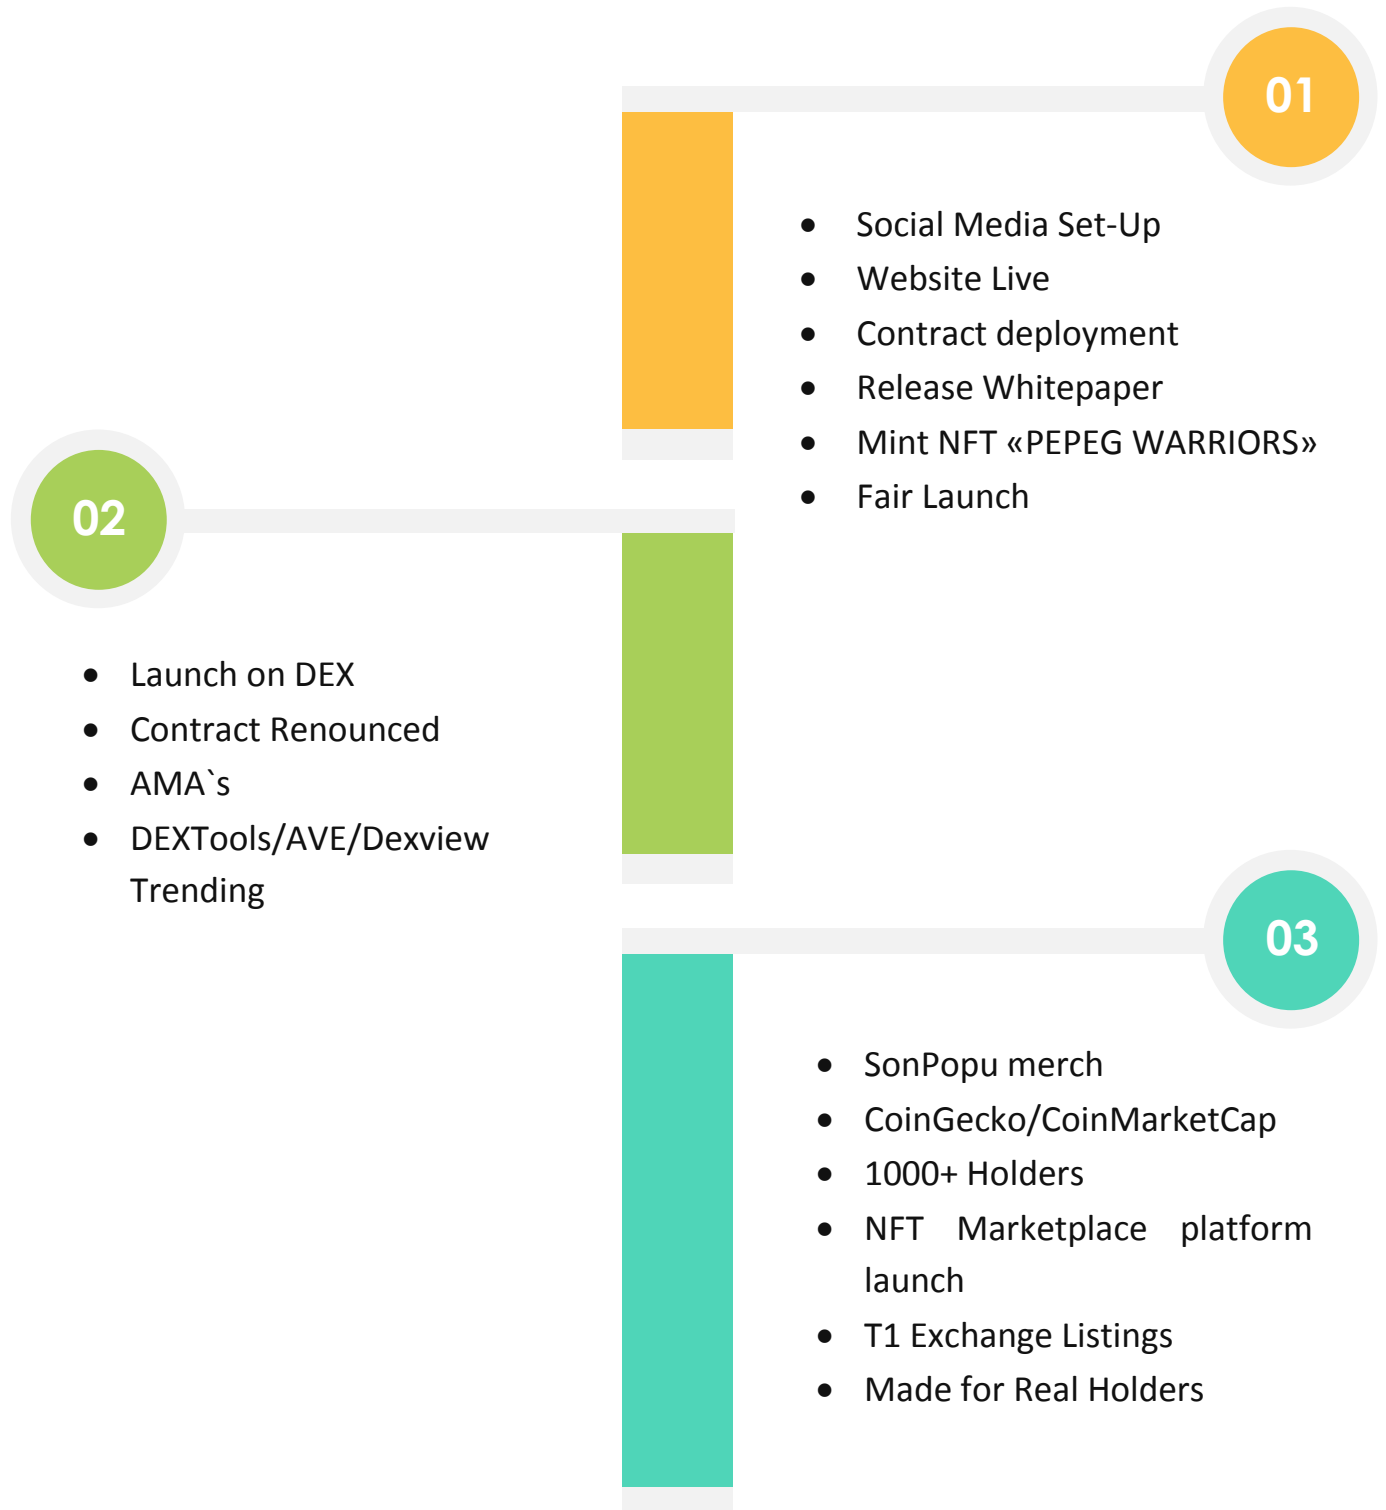 01
• Social Media Set-Up
• Website Live
• Contract deployment
• Release Whitepaper
• Mint NFT «PEPEG WARRIORS»
• Fair Launch
02
• Launch on DEX
• Contract Renounced
• AMA`s
• DEXTools/AVE/Dexview
Trending
03
• SonPopu merch
• CoinGecko/CoinMarketCap
• 1000+ Holders
• NFT Marketplace platform
launch
• T1 Exchange Listings
• Made for Real Holders